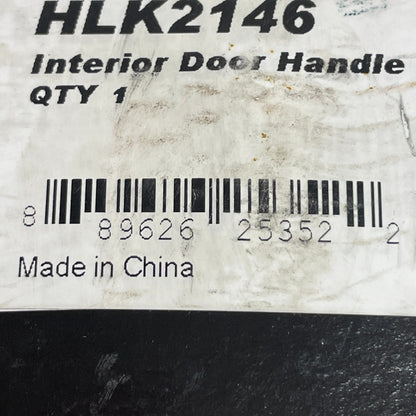 HLK2146
Interior Door Handle
QTY 1
8 89626 25352 2
Made in China